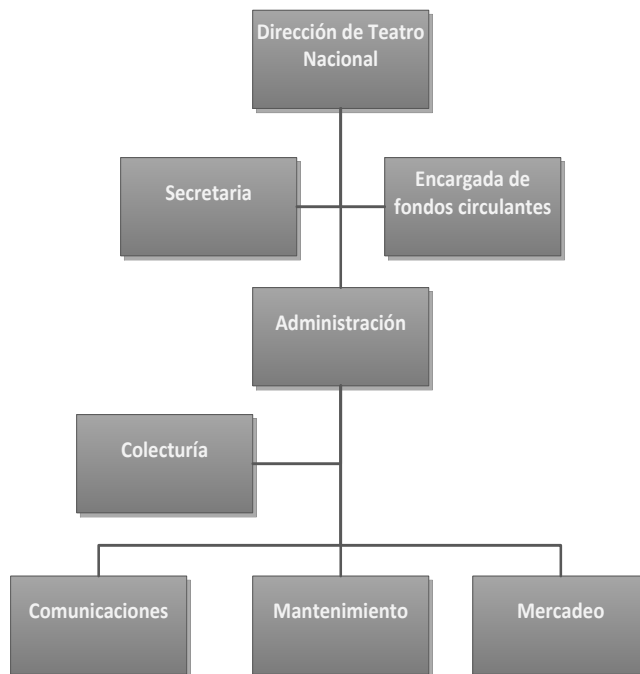 Dirección de Teatro
Nacional
Secretaria
Encargada de
fondos circulantes
Administración
Colecturía
Comunicaciones
Mantenimiento
Mercadeo